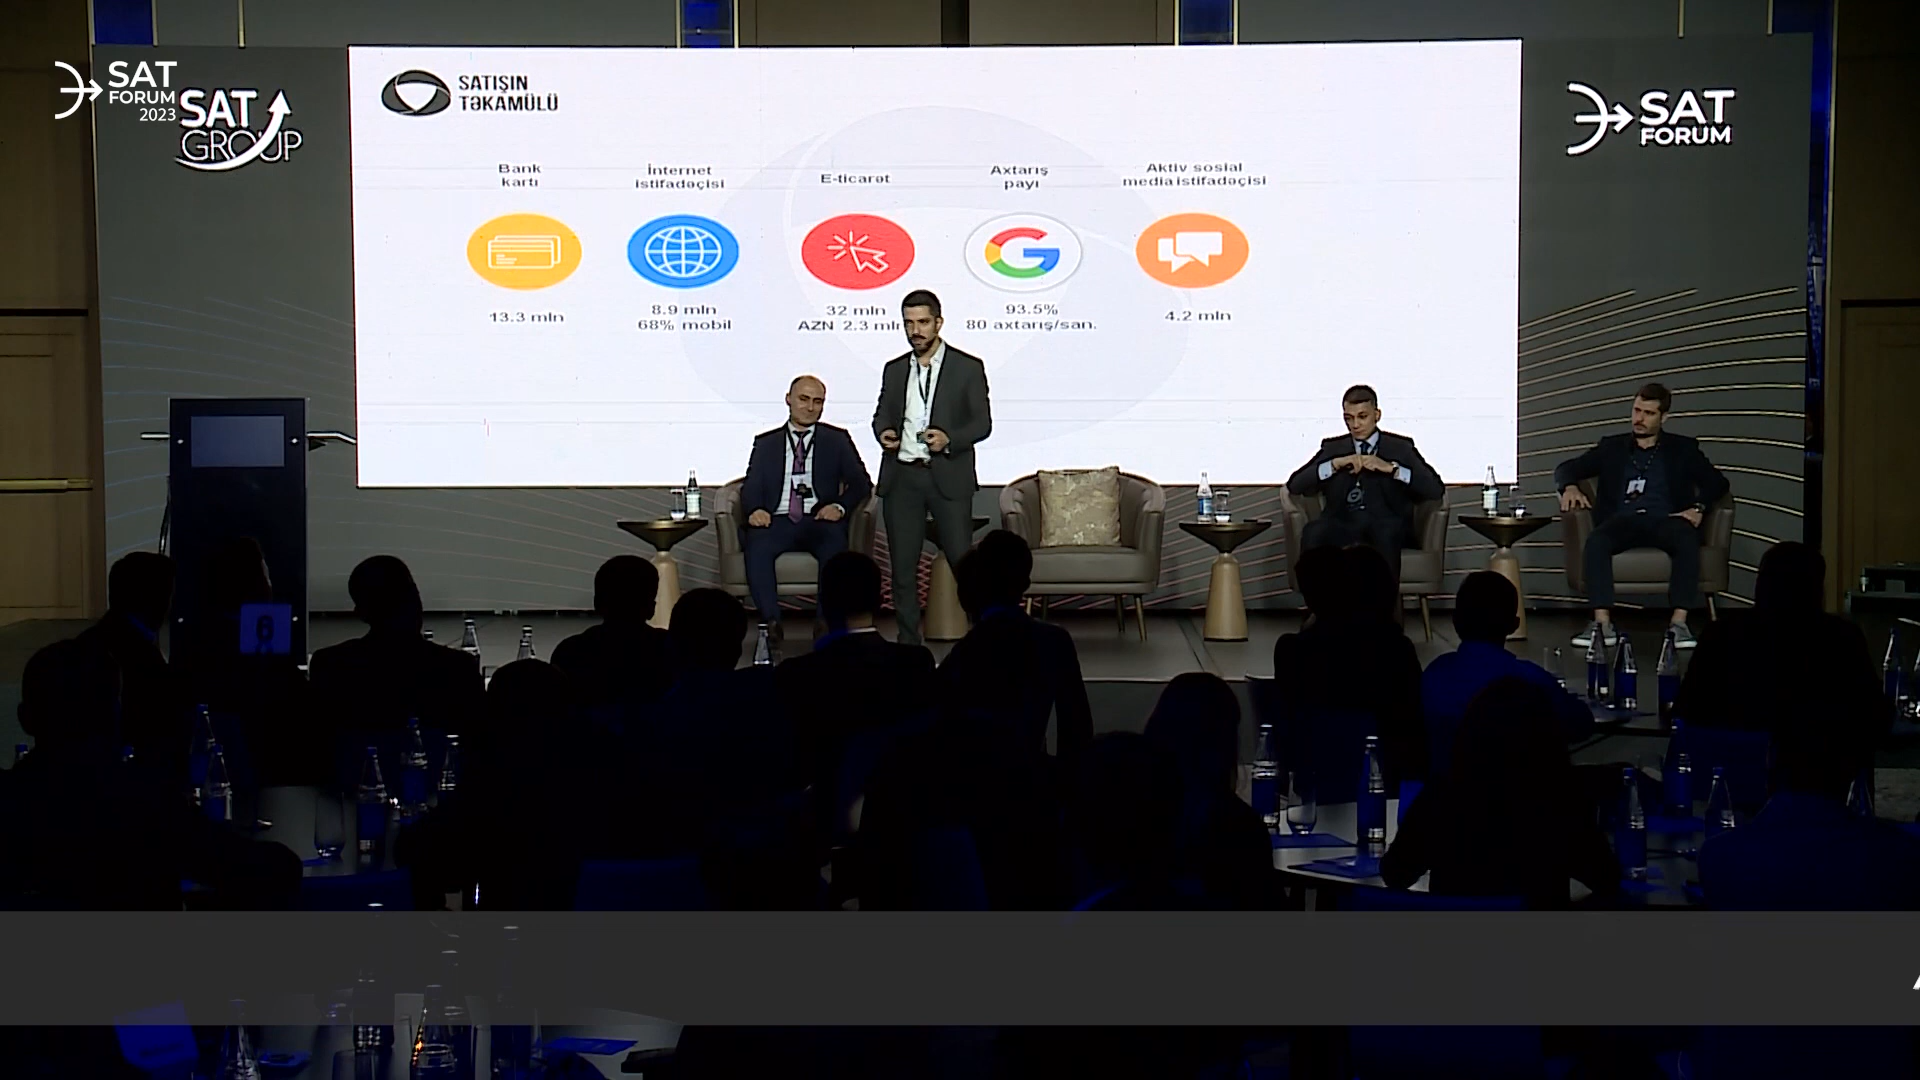 SAT
FORUM
2023
SAT
GROUP
SATIŞIN
TƏKAMÜLÜ
SAT
FORUM
Bank
kartı
İnternet
istifadəçisi
E-ticarət
Axtarış
payı
Aktiv sosial
media istifadəçisi
13.3 mln
8.9 mln
68% mobil
32 mln
AZN 2.3 mln
93.5%
80 axtarış/san.
4.2 mln